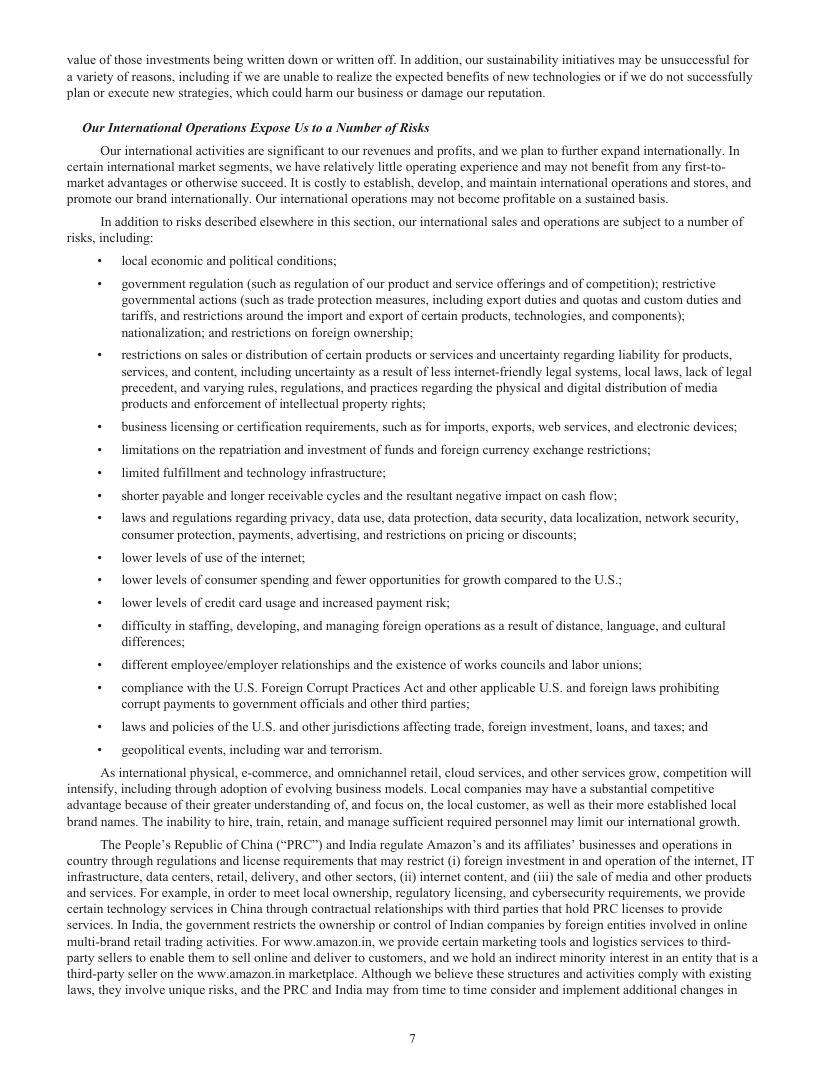 value of those investments being written down or written off. In addition, our sustainability initiatives may be unsuccessful for
a variety of reasons, including if we are unable to realize the expected benefits of new technologies or if we do not successfully
plan or execute new strategies, which could harm our business or damage our reputation.
Our International Operations Expose Us to a Number of Risks
Our international activities are significant to our revenues and profits, and we plan to further expand internationally. In
certain international market segments, we have relatively little operating experience and may not benefit from any first-to-
market advantages or otherwise succeed. It is costly to establish, develop, and maintain international operations and stores, and
promote our brand internationally. Our international operations may not become profitable on a sustained basis.
In addition to risks described elsewhere in this section, our international sales and operations are subject to a number of
risks, including:
• local economic and political conditions;
• government regulation (such as regulation of our product and service offerings and of competition); restrictive
governmental actions (such as trade protection measures, including export duties and quotas and custom duties and
tariffs, and restrictions around the import and export of certain products, technologies, and components);
nationalization; and restrictions on foreign ownership;
• restrictions on sales or distribution of certain products or services and uncertainty regarding liability for products,
services, and content, including uncertainty as a result of less internet-friendly legal systems, local laws, lack of legal
precedent, and varying rules, regulations, and practices regarding the physical and digital distribution of media
products and enforcement of intellectual property rights;
• business licensing or certification requirements, such as for imports, exports, web services, and electronic devices;
• limitations on the repatriation and investment of funds and foreign currency exchange restrictions;
• limited fulfillment and technology infrastructure;
• shorter payable and longer receivable cycles and the resultant negative impact on cash flow;
• laws and regulations regarding privacy, data use, data protection, data security, data localization, network security,
consumer protection, payments, advertising, and restrictions on pricing or discounts;
• lower levels of use of the internet;
• lower levels of consumer spending and fewer opportunities for growth compared to the U.S.;
• lower levels of credit card usage and increased payment risk;
• difficulty in staffing, developing, and managing foreign operations as a result of distance, language, and cultural
differences;
• different employee/employer relationships and the existence of works councils and labor unions;
• compliance with the U.S. Foreign Corrupt Practices Act and other applicable U.S. and foreign laws prohibiting
corrupt payments to government officials and other third parties;
• laws and policies of the U.S. and other jurisdictions affecting trade, foreign investment, loans, and taxes; and
• geopolitical events, including war and terrorism.
As international physical, e-commerce, and omnichannel retail, cloud services, and other services grow, competition will
intensify, including through adoption of evolving business models. Local companies may have a substantial competitive
advantage because of their greater understanding of, and focus on, the local customer, as well as their more established local
brand names. The inability to hire, train, retain, and manage sufficient required personnel may limit our international growth.
The People’s Republic of China (“PRC”) and India regulate Amazon’s and its affiliates’ businesses and operations in
country through regulations and license requirements that may restrict (i) foreign investment in and operation of the internet, IT
infrastructure, data centers, retail, delivery, and other sectors, (ii) internet content, and (iii) the sale of media and other products
and services. For example, in order to meet local ownership, regulatory licensing, and cybersecurity requirements, we provide
certain technology services in China through contractual relationships with third parties that hold PRC licenses to provide
services. In India, the government restricts the ownership or control of Indian companies by foreign entities involved in online
multi-brand retail trading activities. For www.amazon.in, we provide certain marketing tools and logistics services to third-
party sellers to enable them to sell online and deliver to customers, and we hold an indirect minority interest in an entity that is a
third-party seller on the www.amazon.in marketplace. Although we believe these structures and activities comply with existing
laws, they involve unique risks, and the PRC and India may from time to time consider and implement additional changes in
7